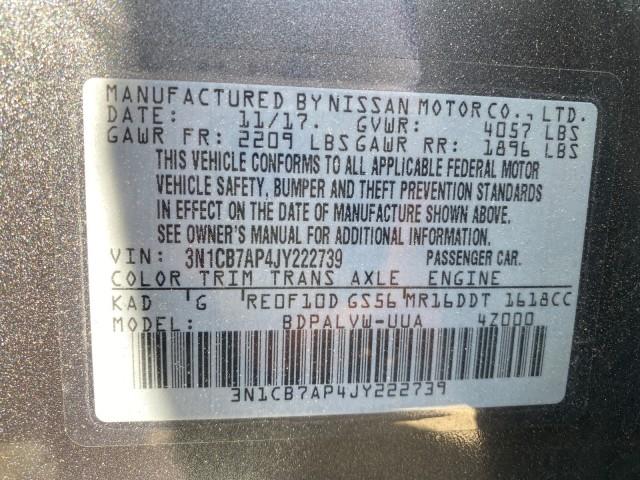 MANUFACTURED BY NISSAN MOTOR CO., LTD.
DATE: 11/17. GVWR: 4057 LBS
GAWR FR: 2209 LBS GAWR RR: 1896 LBS
THIS VEHICLE CONFORMS TO ALL APPLICABLE FEDERAL MOTOR
VEHICLE SAFETY, BUMPER AND THEFT PREVENTION STANDARDS
IN EFFECT ON THE DATE OF MANUFACTURE SHOWN ABOVE.
SEE OWNER'S MANUAL FOR ADDITIONAL INFORMATION.
VIN: 3N1CB7AP4JY222739 PASSENGER CAR.
COLOR TRIM TRANS AXLE ENGINE
KAD G RE0F10D GS56 MR16DDT 1618CC
MODEL: BDPALVW-UUA 4Z000
3N1CB7AP4JY222739